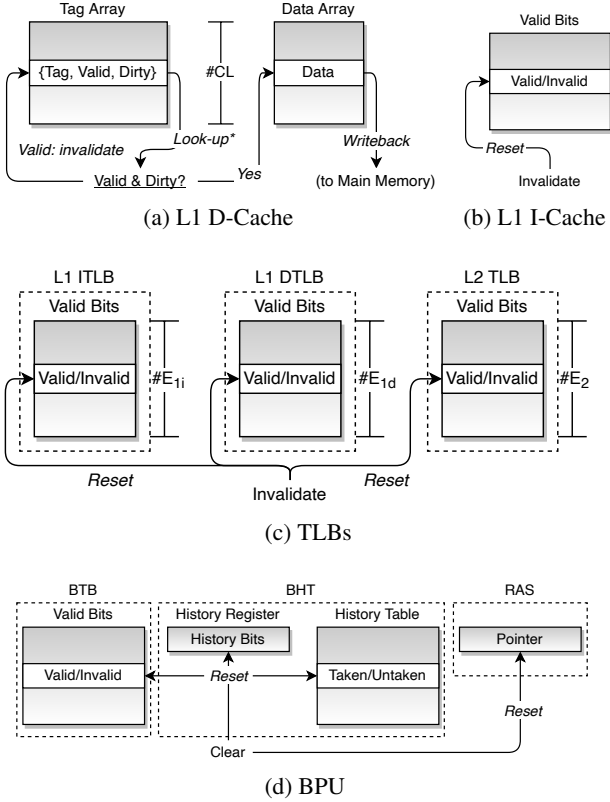 Tag Array
Data Array
Valid Bits
{Tag, Valid, Dirty}
#CL
Data
Valid/Invalid
Look-up*
Valid: invalidate
Writeback
Reset
Valid & Dirty?
Yes
(to Main Memory)
Invalidate
(a) L1 D-Cache
(b) L1 I-Cache
L1 ITLB
L1 DTLB
L2 TLB
Valid Bits
Valid Bits
Valid Bits
Valid/Invalid
#E1i
Valid/Invalid
#E1d
Valid/Invalid
#E2
Reset
Reset
Invalidate
(c) TLBs
BTB
BHT
RAS
Valid Bits
History Register
History Table
History Bits
Pointer
Valid/Invalid
Reset
Taken/Untaken
Reset
Clear
(d) BPU